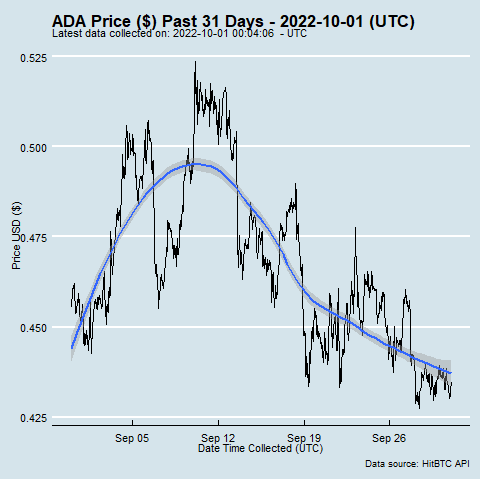 ADA Price ($) Past 31 Days - 2022-10-01 (UTC)
Latest data collected on: 2022-10-01 00:04:06 - UTC
0.525
0.500
0.475
0.450
0.425
Price USD ($)
Sep 05 Sep 12 Sep 19 Sep 26
Date Time Collected (UTC)
Data source: HitBTC API